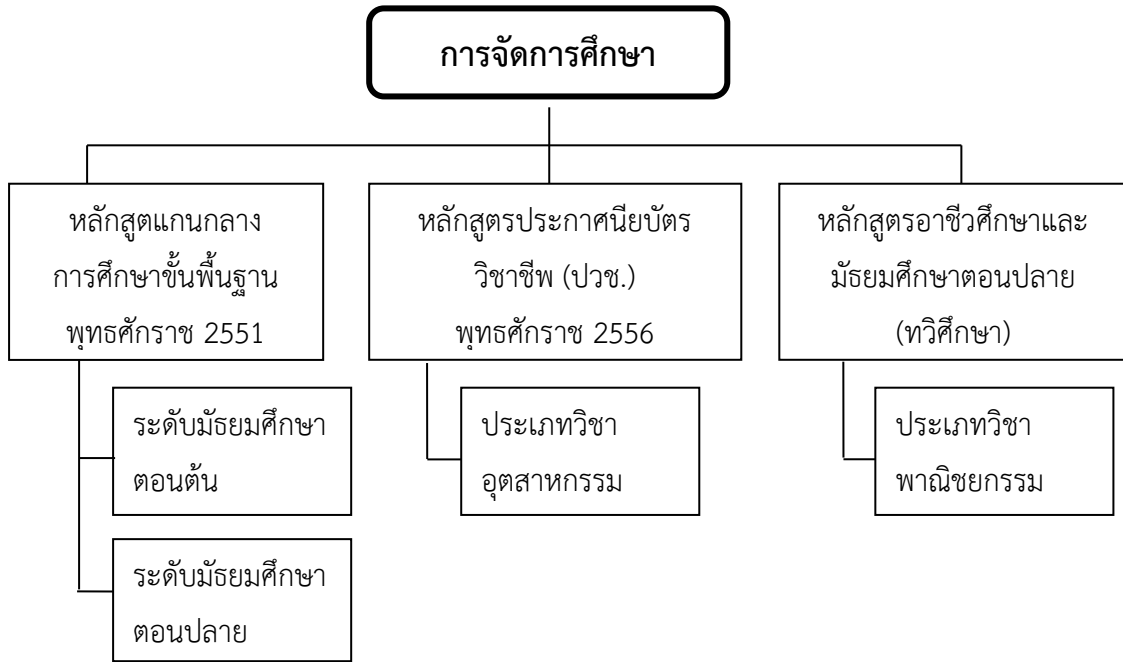 การจัดการศึกษา
หลักสูตแกนกลาง
การศึกษาขั้นพื้นฐาน
พุทธศักราช 2551
หลักสูตรประกาศนียบัตร
วิชาชีพ (ปวช.)
พุทธศักราช 2556
หลักสูตรอาชีวศึกษาและ
มัธยมศึกษาตอนปลาย
(ทวิศึกษา)
ระดับมัธยมศึกษา
ตอนต้น
ระดับมัธยมศึกษา
ตอนปลาย
ประเภทวิชา
อุตสาหกรรม
ประเภทวิชา
พาณิชยกรรม